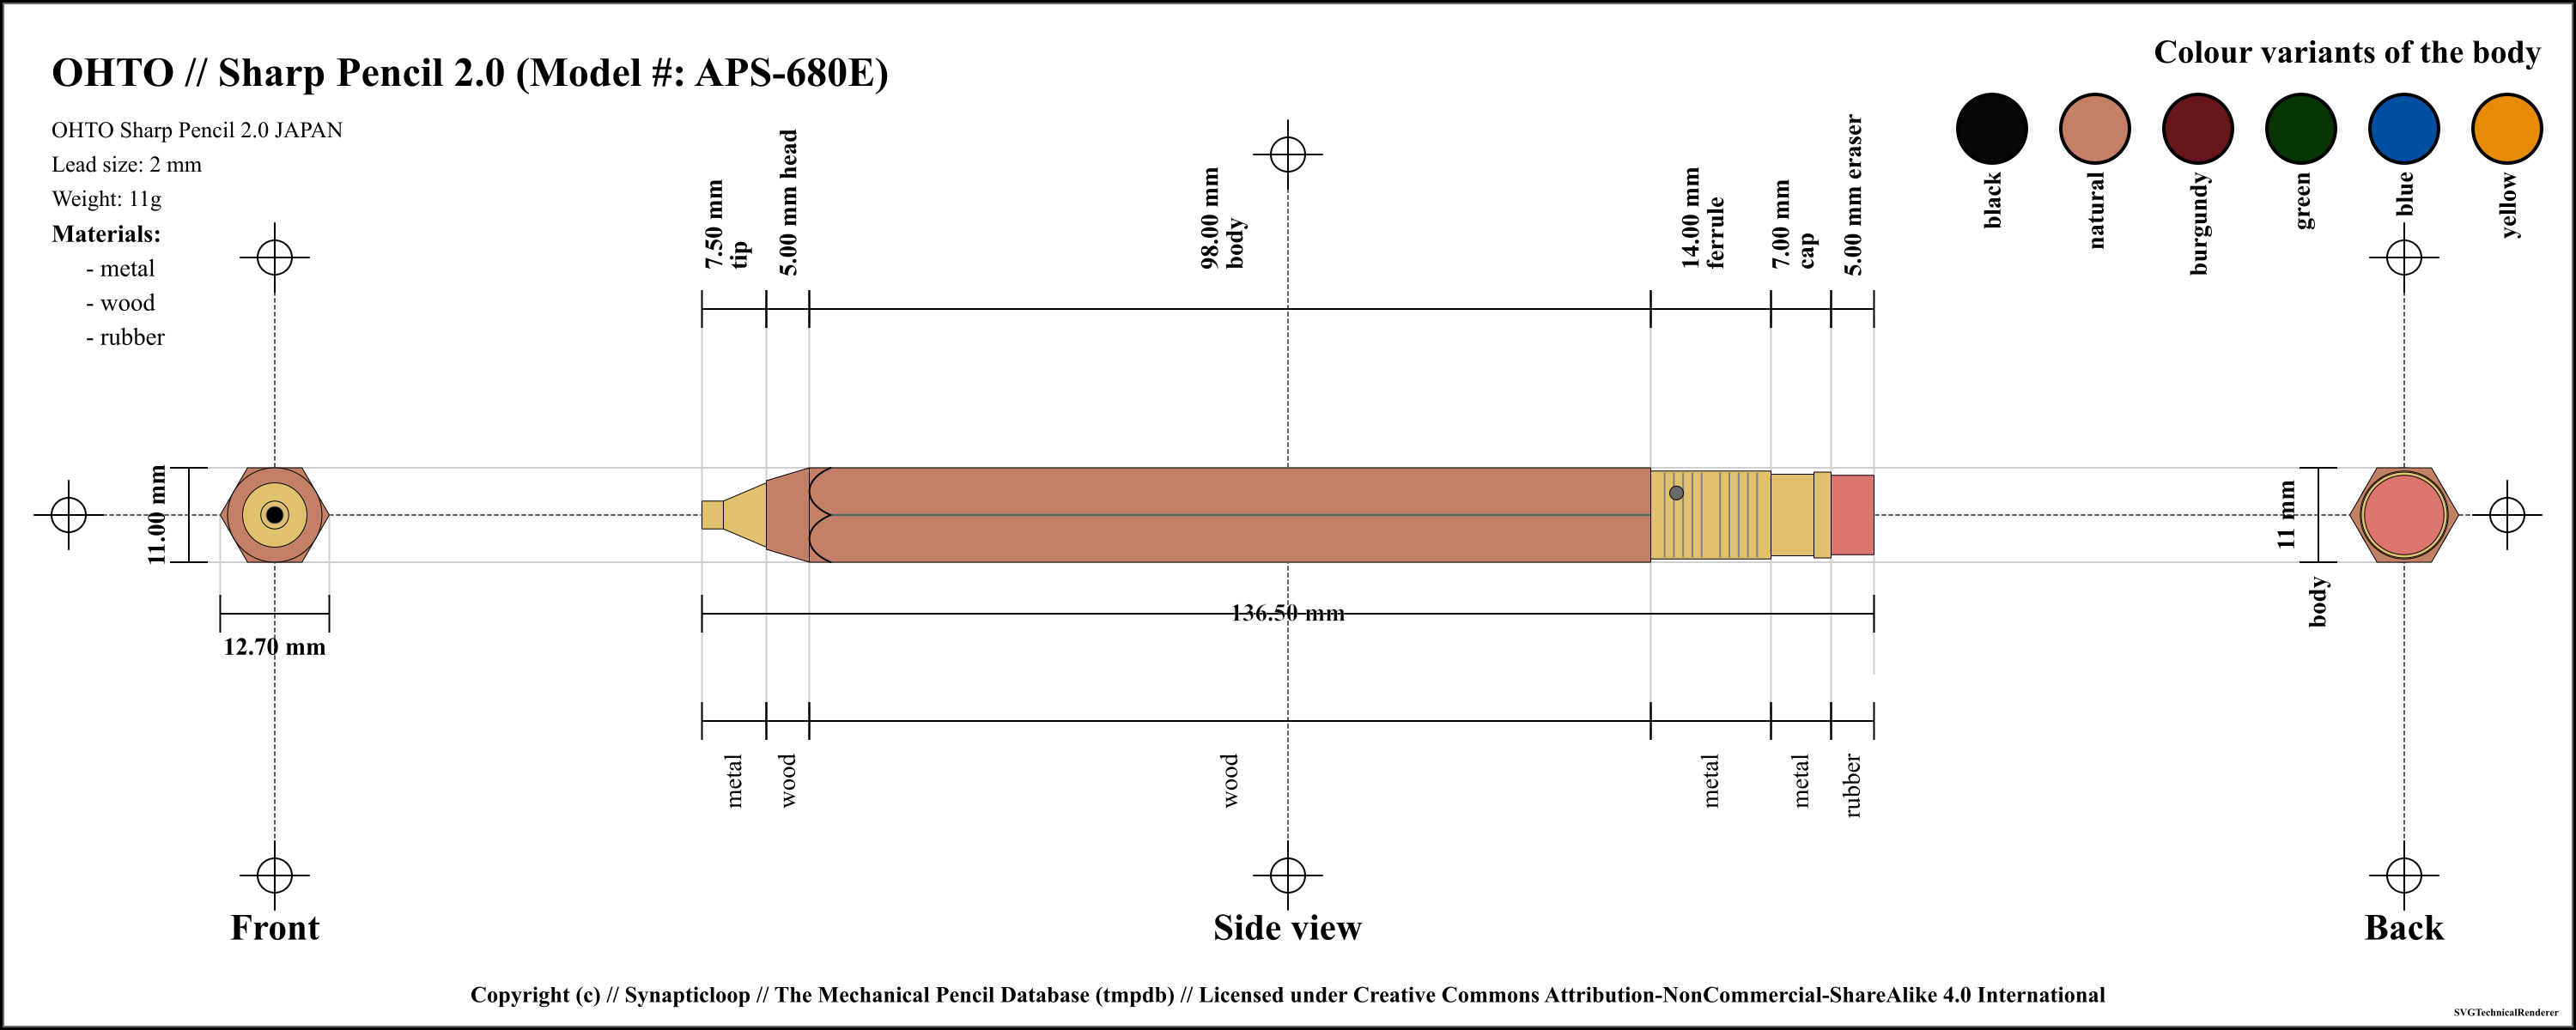 OHTO // Sharp Pencil 2.0 (Model #: APS-680E)
OHTO Sharp Pencil 2.0 JAPAN
Lead size: 2 mm
Weight: 11g
Materials:
- metal
- wood
- rubber
Colour variants of the body
black
natural
burgundy
green
blue
yellow
7.50 mm
tip
5.00 mm head
98.00 mm
body
14.00 mm
ferrule
7.00 mm
cap
5.00 mm eraser
11.00 mm
12.70 mm
136.50 mm
11 mm
body
metal
wood
wood
metal
metal
rubber
Front
Side view
Back
Copyright (c) // Synapticloop // The Mechanical Pencil Database (tmpdb) // Licensed under Creative Commons Attribution-NonCommercial-ShareAlike 4.0 International
SVGTechnicalRenderer